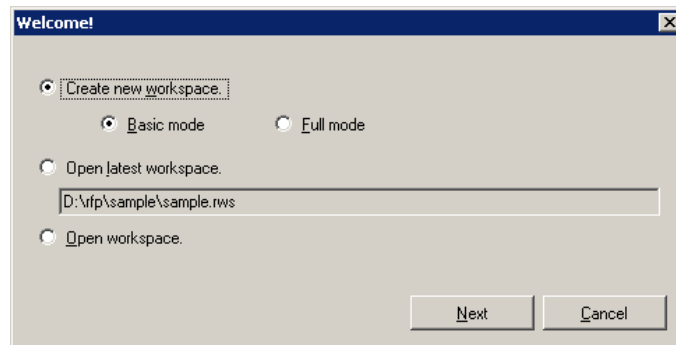 Welcome!
Create new workspace.
Basic mode Full mode
Open latest workspace.
D:\rfp\sample\sample.rws
Open workspace.
Next Cancel